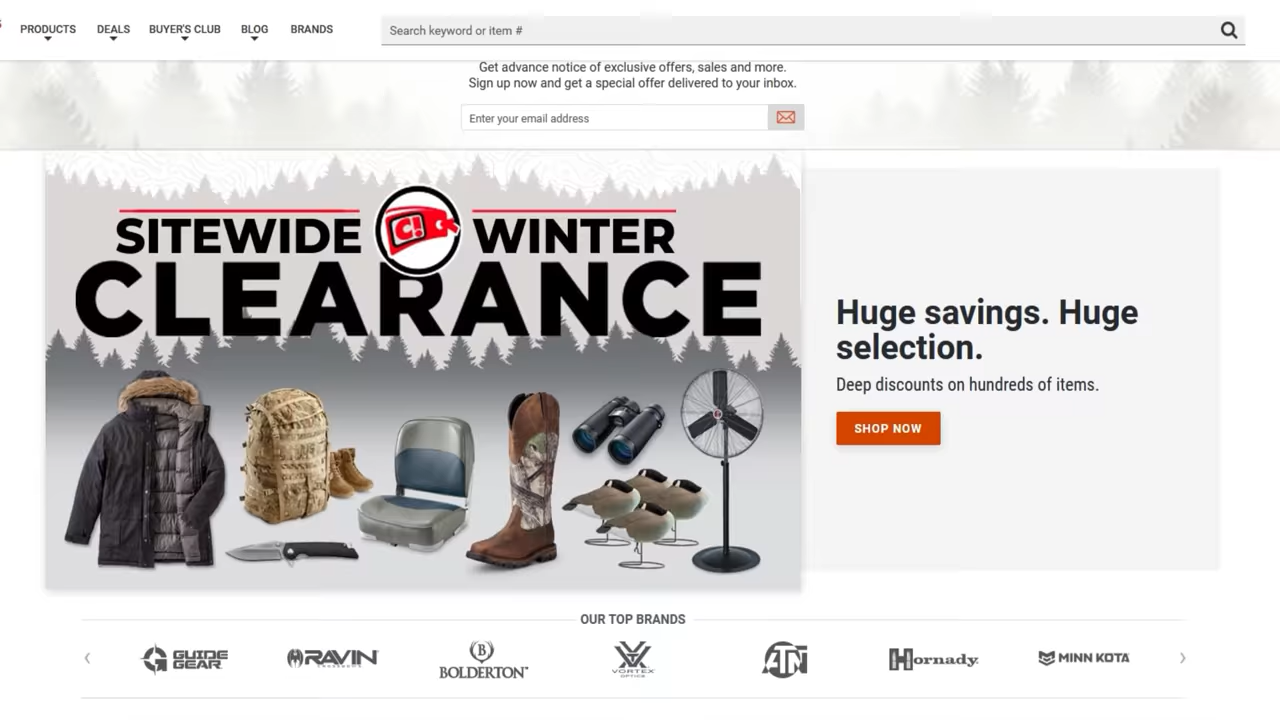 PRODUCTS DEALS BUYER'S CLUB BLOG BRANDS
Search keyword or item #
Get advance notice of exclusive offers, sales and more.
Sign up now and get a special offer delivered to your inbox.
Enter your email address
SITEWIDE C! G WINTER
CLEARANCE
Huge savings. Huge
selection.
Deep discounts on hundreds of items.
SHOP NOW
OUR TOP BRANDS
GUIDE
GEAR
RAVIN
B
BOLDERTON™
VORTEX
OPTICS
ATN
Hornady
MINN KOTA